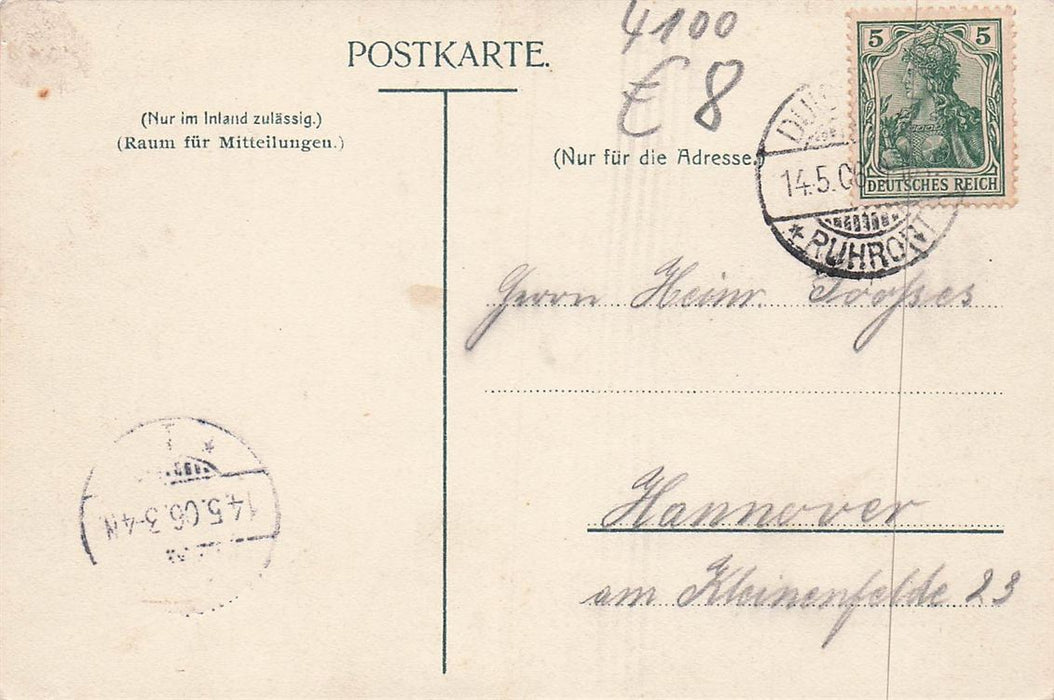 4100
€ 8
POSTKARTE.
(Nur im Inland zulässig.)
(Raum für Mitteilungen.)
(Nur für die Adresse.)
5 5
DEUTSCHES REICH
14.5.06
*RUHRORT
Herrn Heinr.
Hannover
am Kleinenfelde 23
14.5.06.3-4N